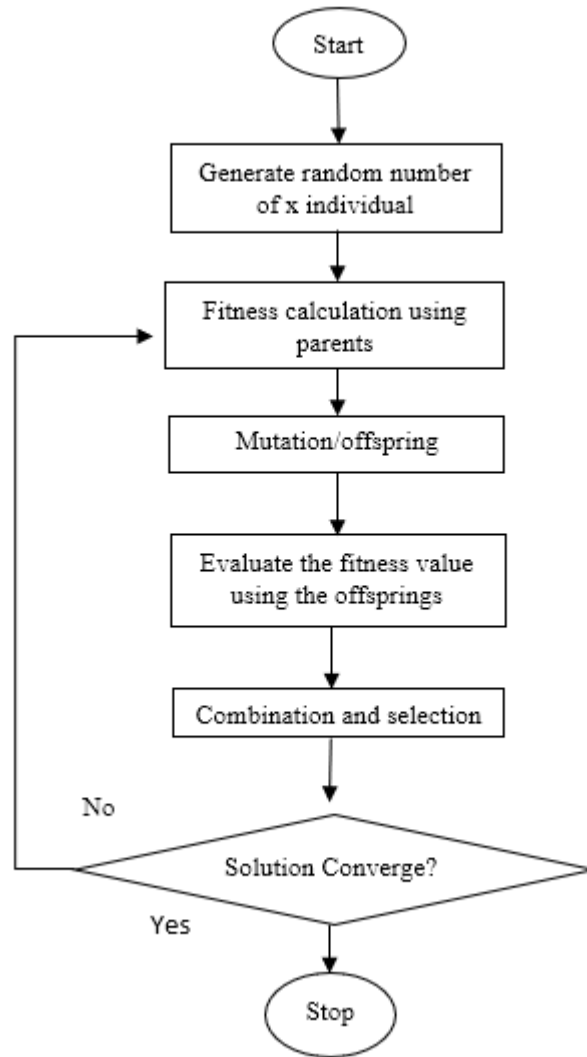 Start
Generate random number
of x individual
Fitness calculation using
parents
Mutation/offspring
Evaluate the fitness value
using the offsprings
Combination and selection
No
Solution Converge?
Yes
Stop